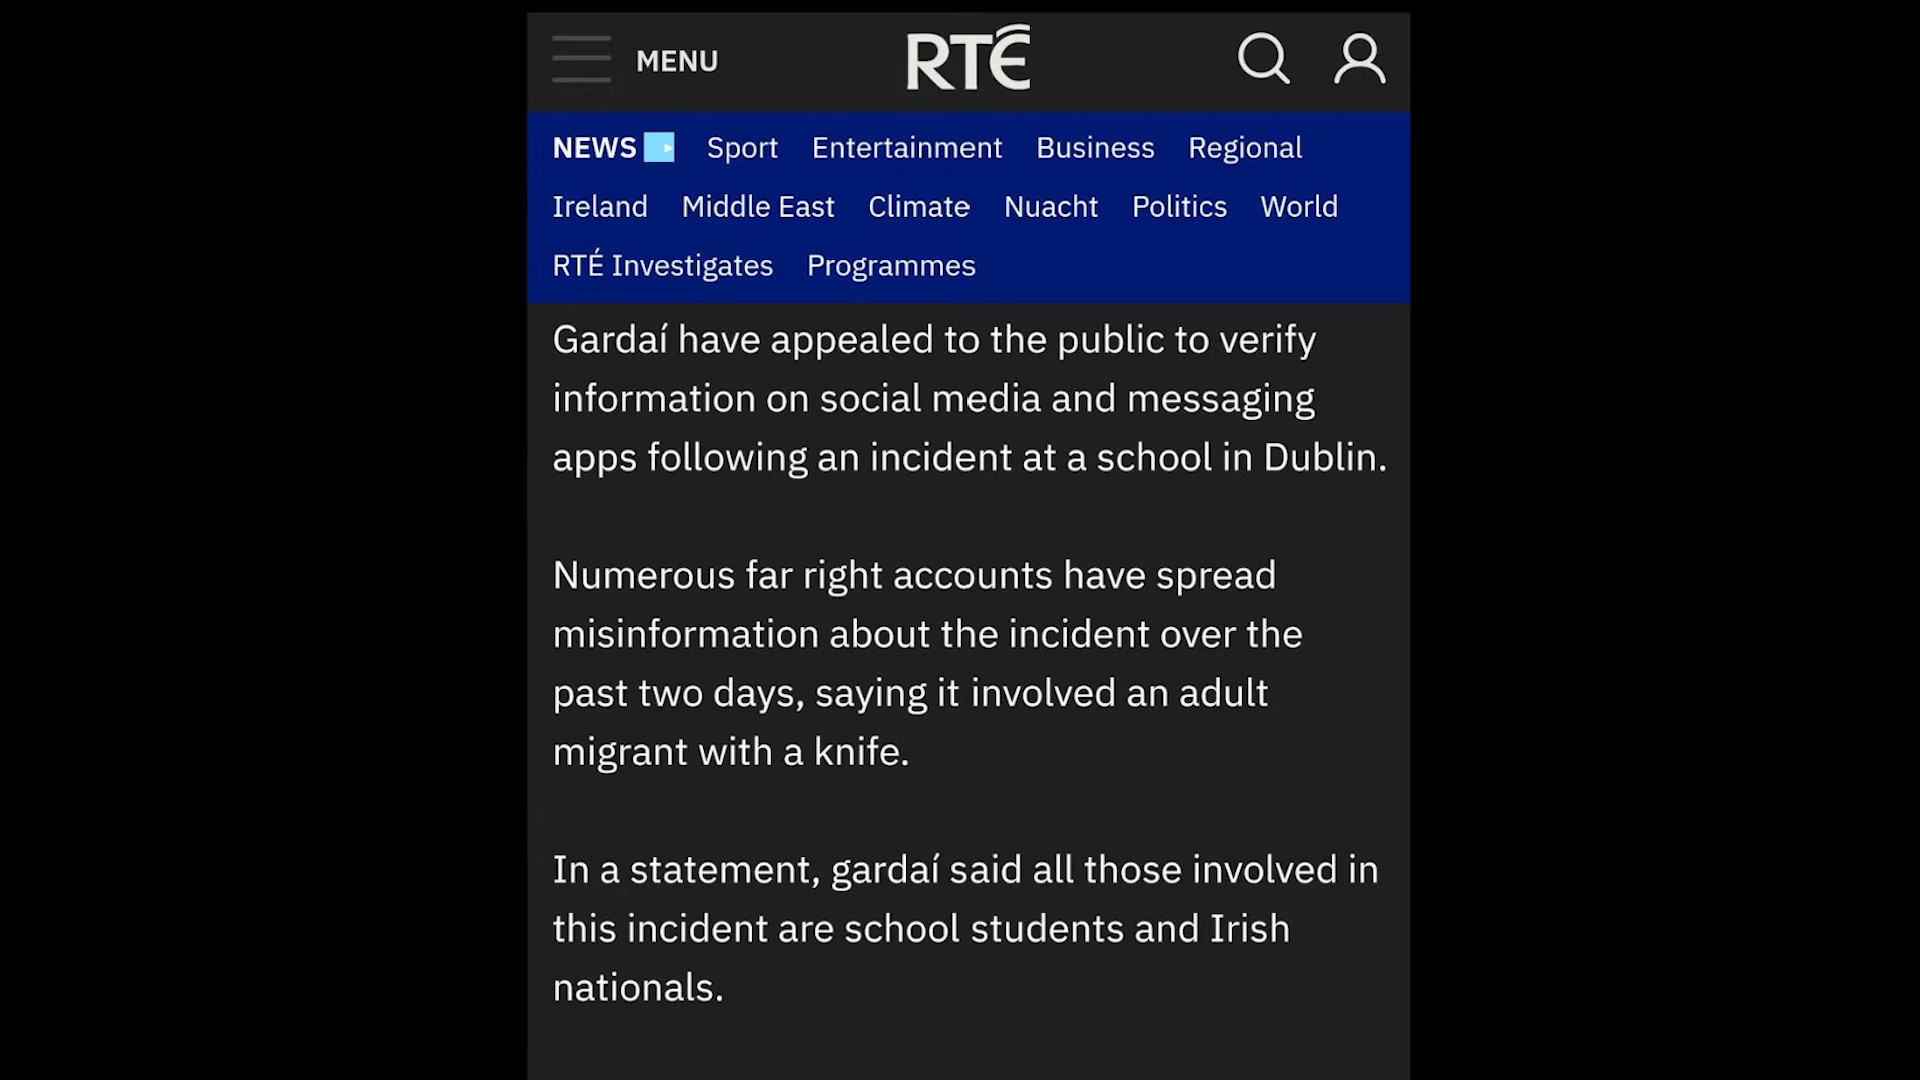 MENU
RTÉ
NEWS Sport Entertainment Business Regional
Ireland Middle East Climate Nuacht Politics World
RTÉ Investigates Programmes
Gardaí have appealed to the public to verify
information on social media and messaging
apps following an incident at a school in Dublin.
Numerous far right accounts have spread
misinformation about the incident over the
past two days, saying it involved an adult
migrant with a knife.
In a statement, gardaí said all those involved in
this incident are school students and Irish
nationals.